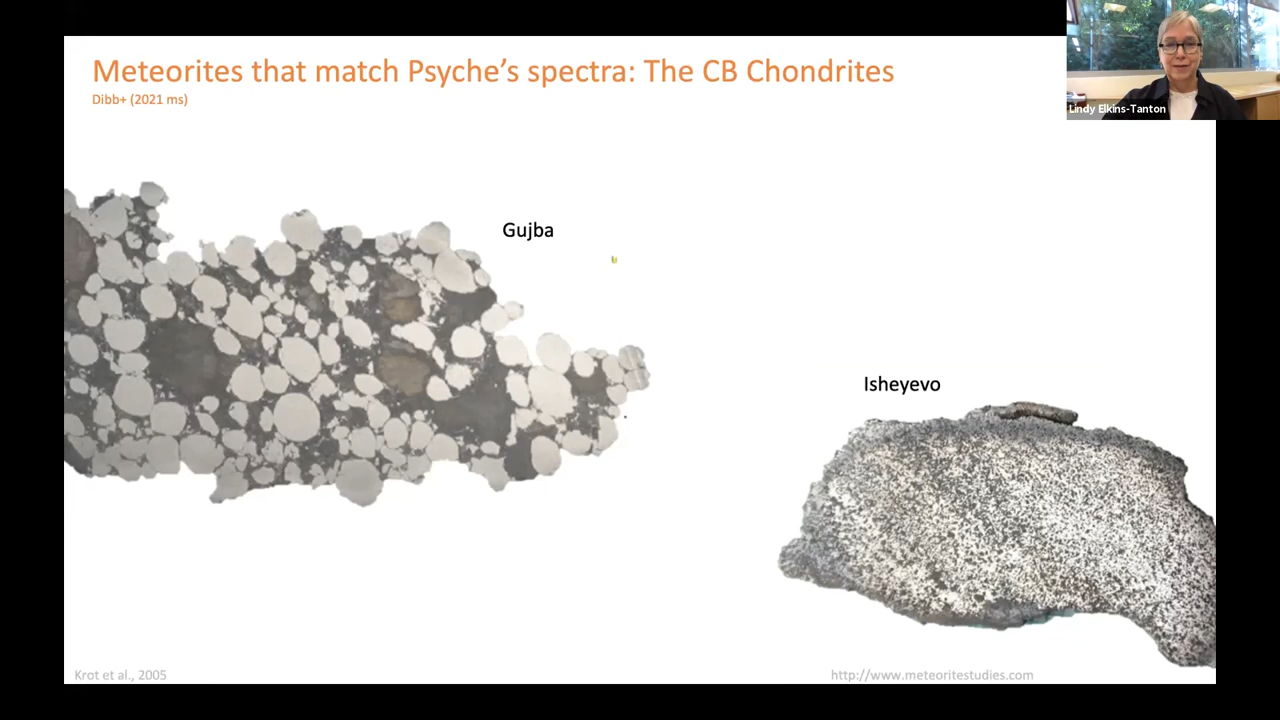 Meteorites that match Psyche's spectra: The CB Chondrites
Dibb+ (2021 ms)
Lindy Elkins-Tanton
Gujba
Isheyevo
Krot et al., 2005
http://www.meteoritestudies.com